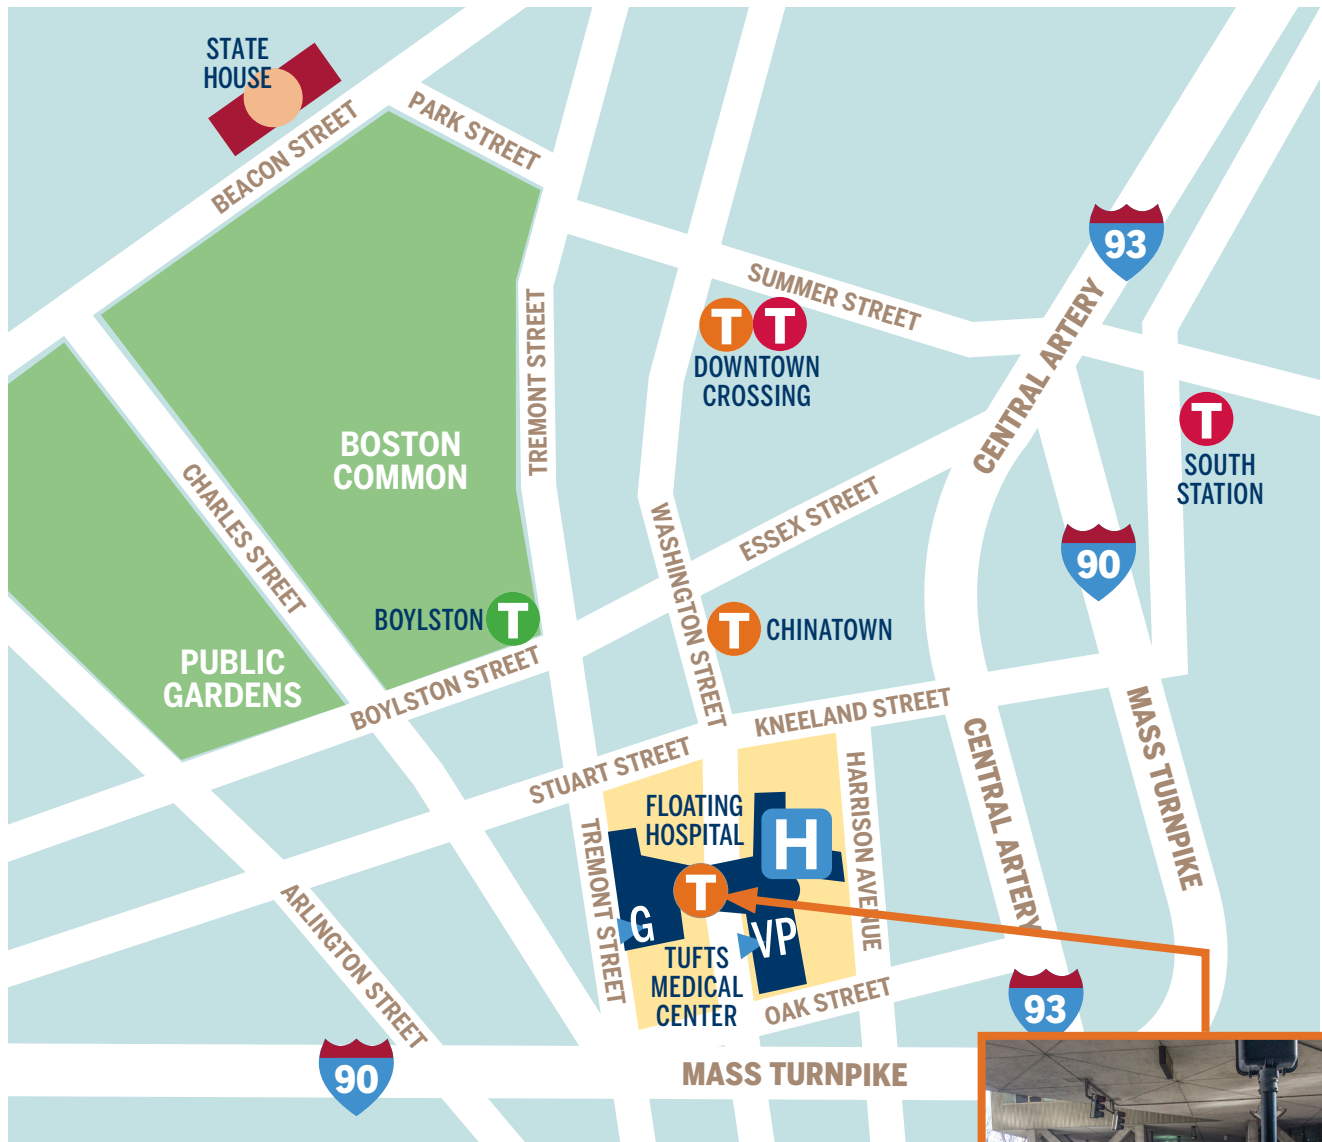 STATE
HOUSE
BEACON STREET
PARK STREET
93
SUMMER STREET
TREMONT STREET
T
T
DOWNTOWN
CROSSING
CENTRAL ARTERY
T
SOUTH
STATION
BOSTON
COMMON
CHARLES STREET
WASHINGTON STREET
ESSEX STREET
90
BOYLSTON
T
T
CHINATOWN
PUBLIC
GARDENS
BOYLSTON STREET
KNEELAND STREET
STUART STREET
CENTRAL ARTERY
MASS TURNPIKE
FLOATING
HOSPITAL
H
HARRISON AVENUE
TREMONT STREET
T
G
VP
ARLINGTON STREET
TUFTS
MEDICAL
CENTER
OAK STREET
93
90
MASS TURNPIKE